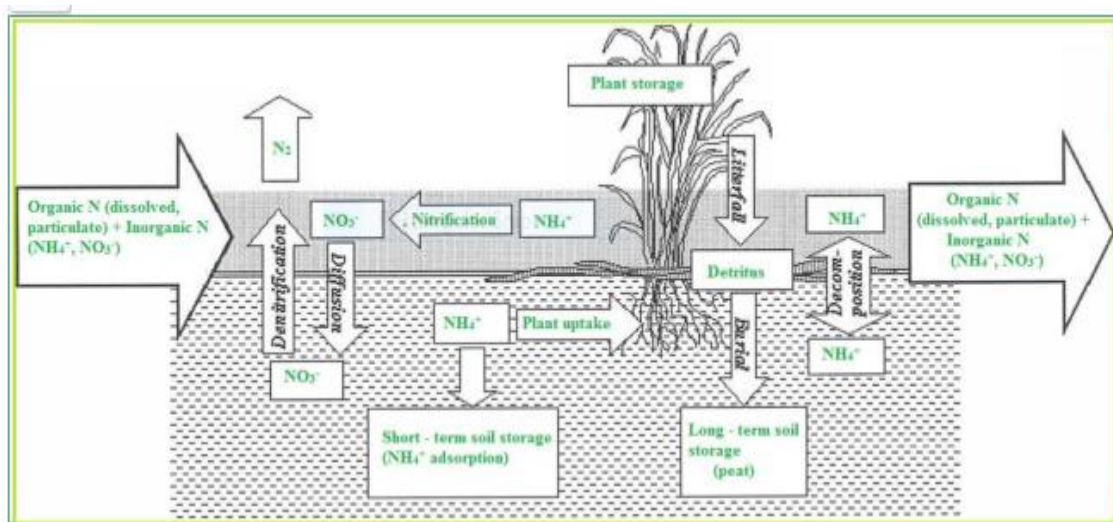 Plant storage
N₂
Litterfall
Organic N (dissolved,
particulate) + Inorganic N
(NH₄⁺, NO₃⁻)
NO₃⁻
. Nitrification
NH₄⁺
NH₄⁺
Organic N
(dissolved, particulate) +
Inorganic N
(NH₄⁺, NO₃⁻)
Denitrification
Diffusion
Detritus
Decom-
position
NH₄⁺
Plant uptake
Burial
NH₄⁺
NO₃⁻
Short - term soil storage
(NH₄⁺ adsorption)
Long - term soil
storage
(peat)